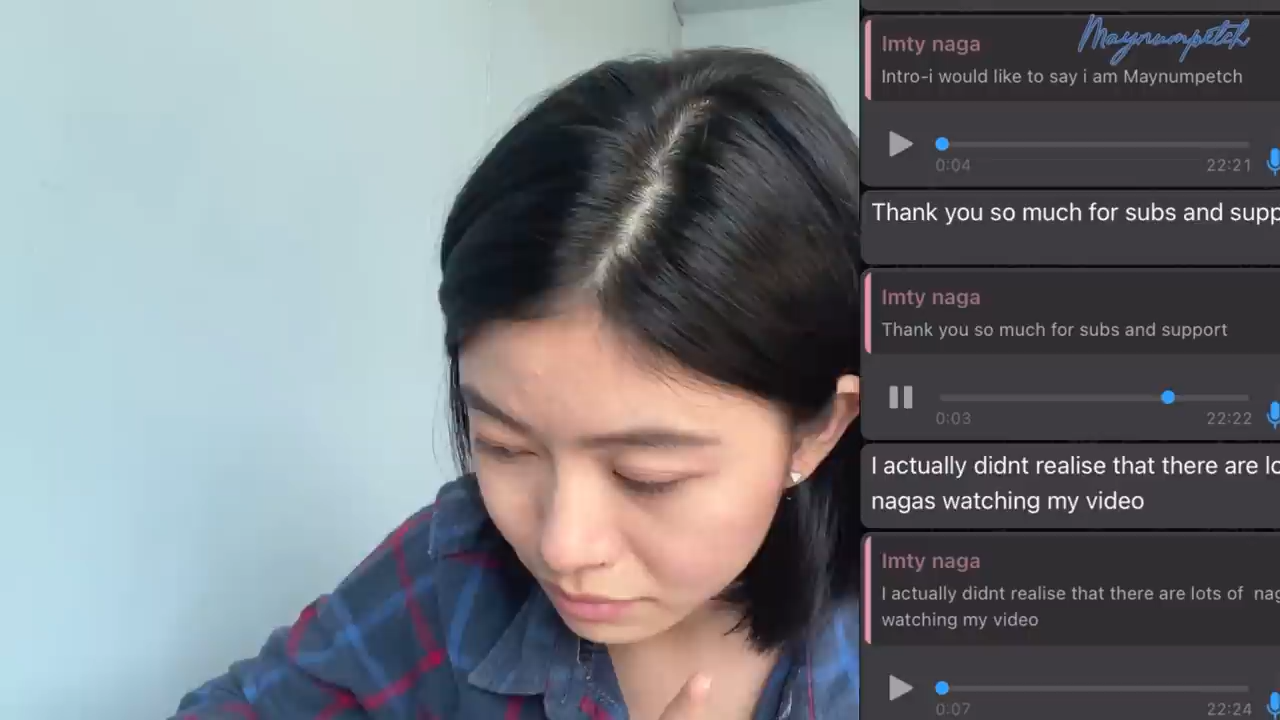 Maynumpetch
Imty naga
Intro-i would like to say i am Maynumpetch
0:04
22:21
Thank you so much for subs and supp
Imty naga
Thank you so much for subs and support
0:03
22:22
I actually didnt realise that there are lo
nagas watching my video
Imty naga
I actually didnt realise that there are lots of nag
watching my video
0:07
22:24